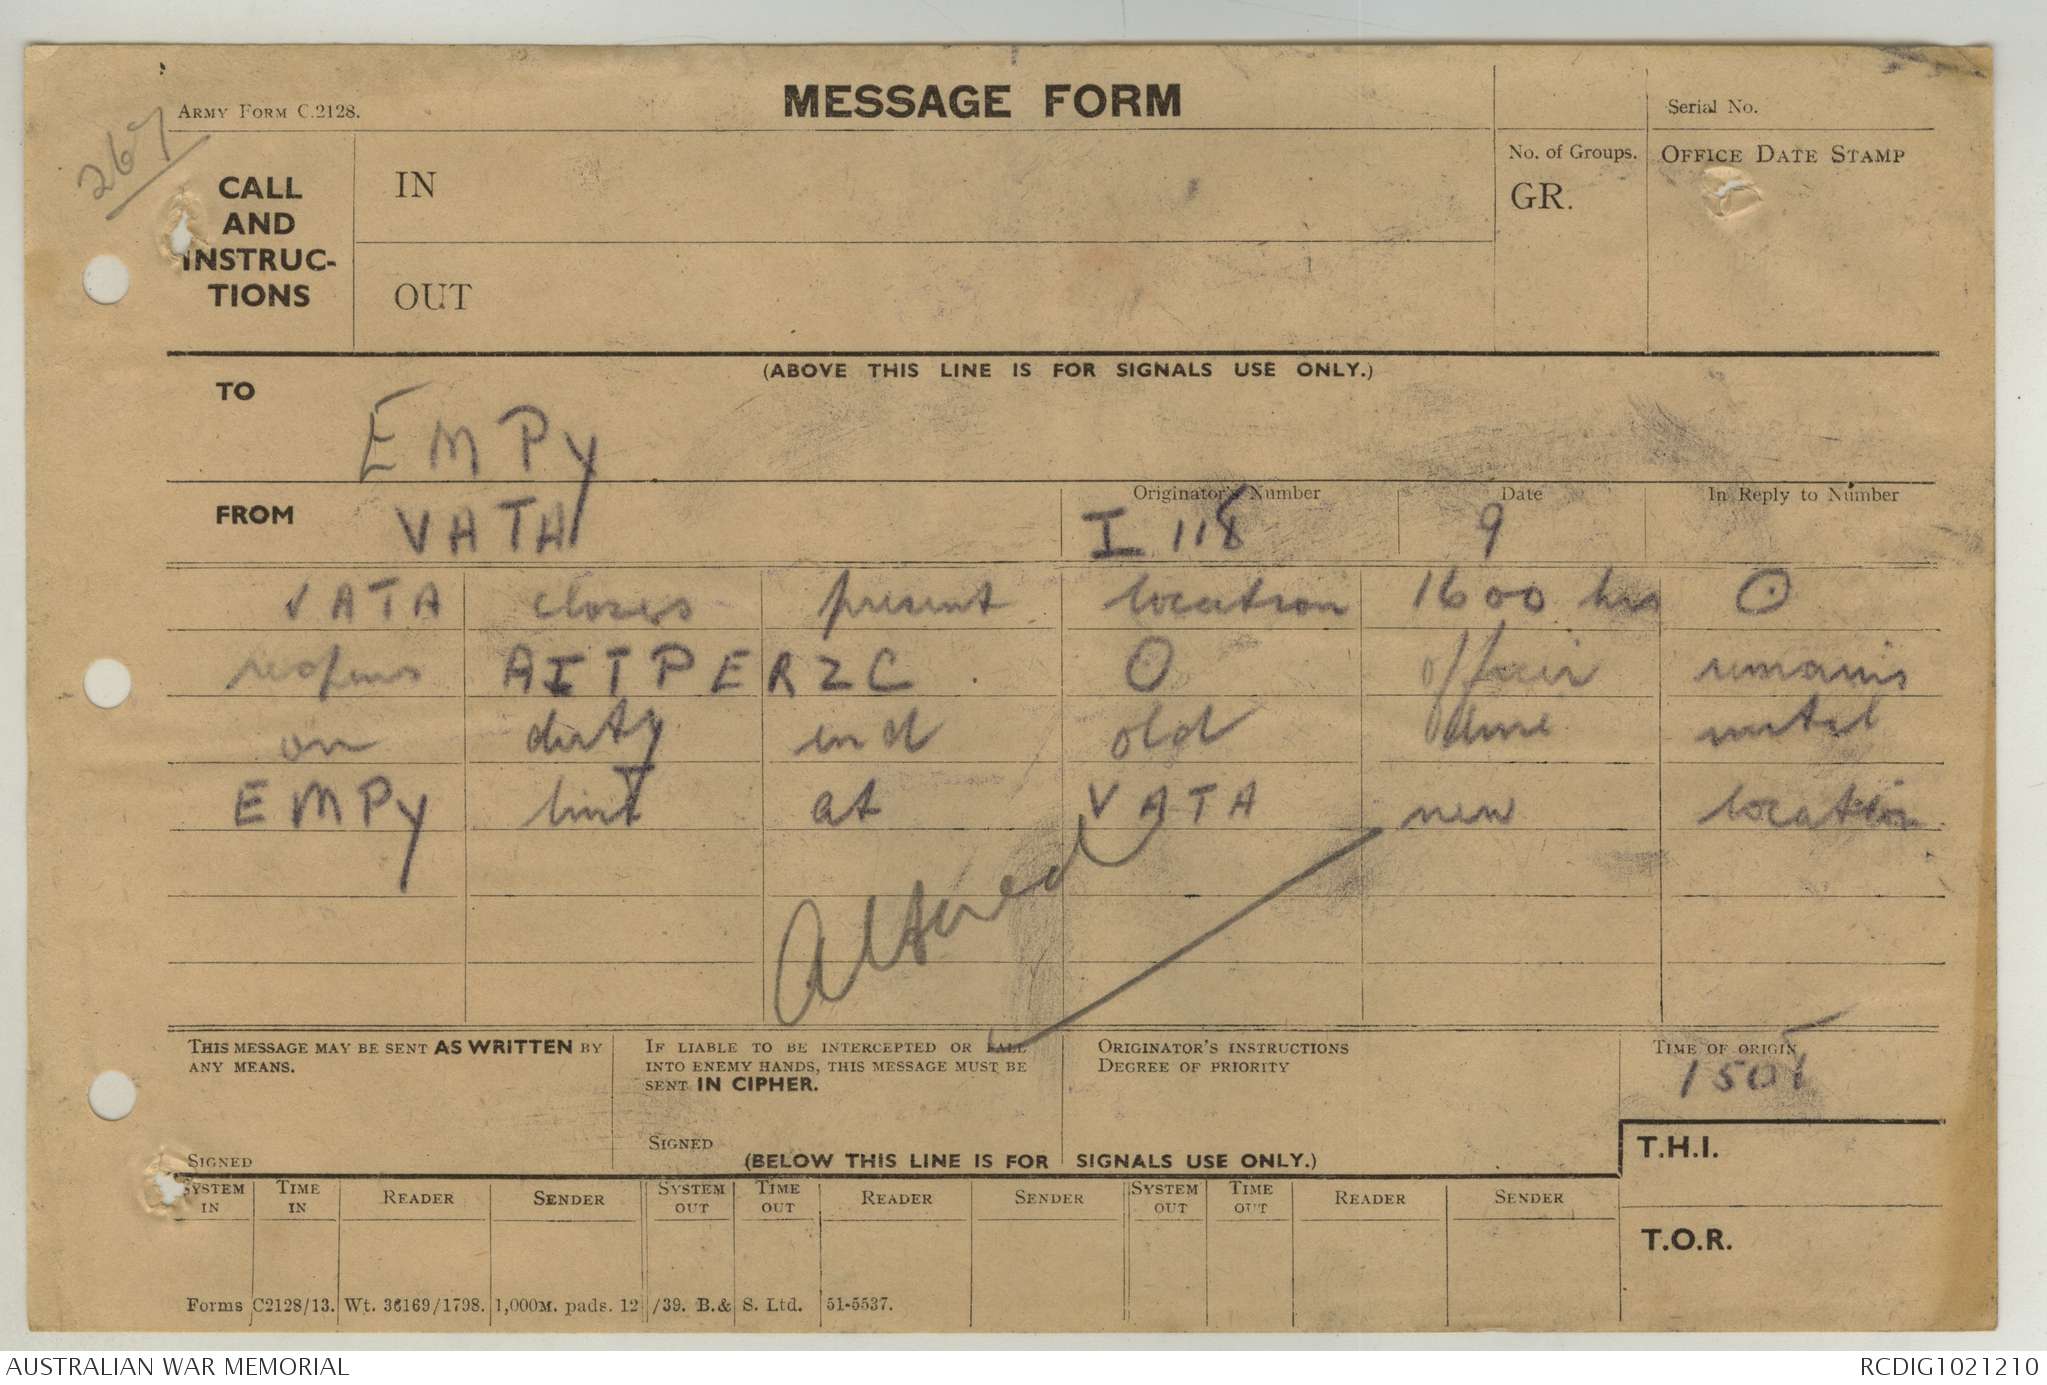 267
ARMY FORM C.2128.
MESSAGE FORM
Serial No.
CALL AND INSTRUC-TIONS
IN
OUT
No. of Groups.
GR.
OFFICE DATE STAMP
(ABOVE THIS LINE IS FOR SIGNALS USE ONLY.)
TO
EMPY
FROM
VATA
Originator's Number
I 118
Date
9
In Reply to Number
VATA closes present location 1600 hrs O
reopens AITPERZC O remains
on end old
EMPY at VATA new location
Altered
THIS MESSAGE MAY BE SENT AS WRITTEN BY
ANY MEANS.
SIGNED
IF LIABLE TO BE INTERCEPTED OR FALL
INTO ENEMY HANDS, THIS MESSAGE MUST BE
SENT IN CIPHER.
SIGNED
ORIGINATOR'S INSTRUCTIONS
DEGREE OF PRIORITY
TIME OF ORIGIN
1505
(BELOW THIS LINE IS FOR SIGNALS USE ONLY.)
T.H.I.
T.O.R.
SYSTEM IN TIME IN READER SENDER SYSTEM OUT TIME OUT READER SENDER SYSTEM OUT TIME OUT READER SENDER
Forms C2128/13. Wt. 36169/1798. 1,000M. pads. 12/39. B.& S. Ltd. 51-5537.
AUSTRALIAN WAR MEMORIAL
RCDIG1021210